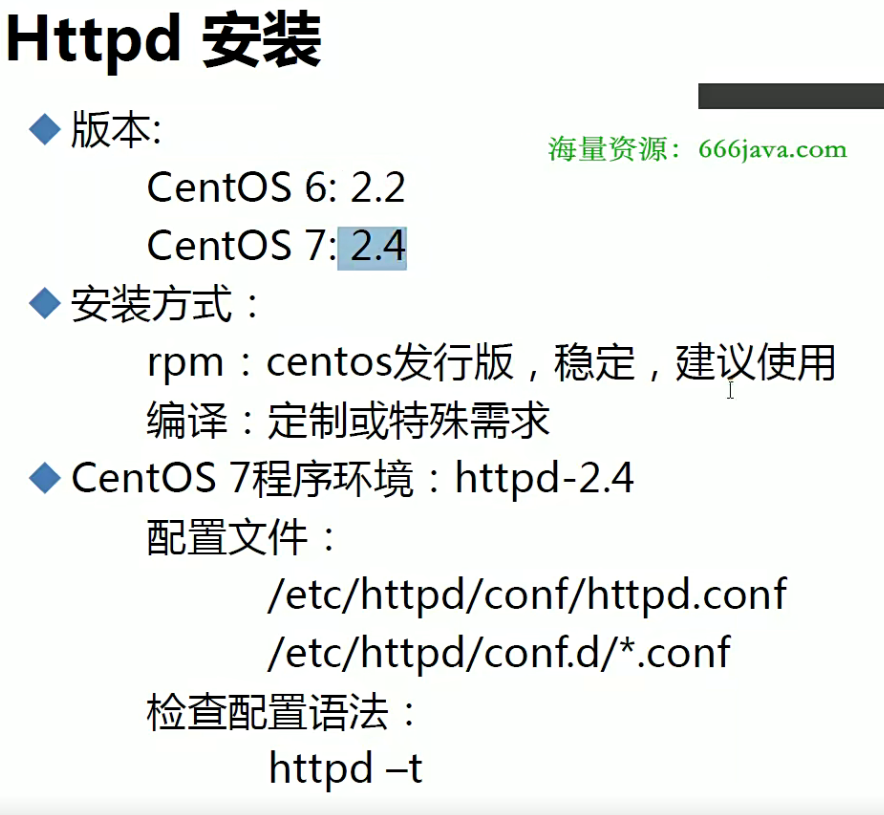 Httpd 安装
版本:
海量资源：666java.com
CentOS 6: 2.2
CentOS 7: 2.4
安装方式：
rpm：centos发行版，稳定，建议使用
编译：定制或特殊需求
CentOS 7程序环境：httpd-2.4
配置文件：
/etc/httpd/conf/httpd.conf
/etc/httpd/conf.d/*.conf
检查配置语法：
httpd –t